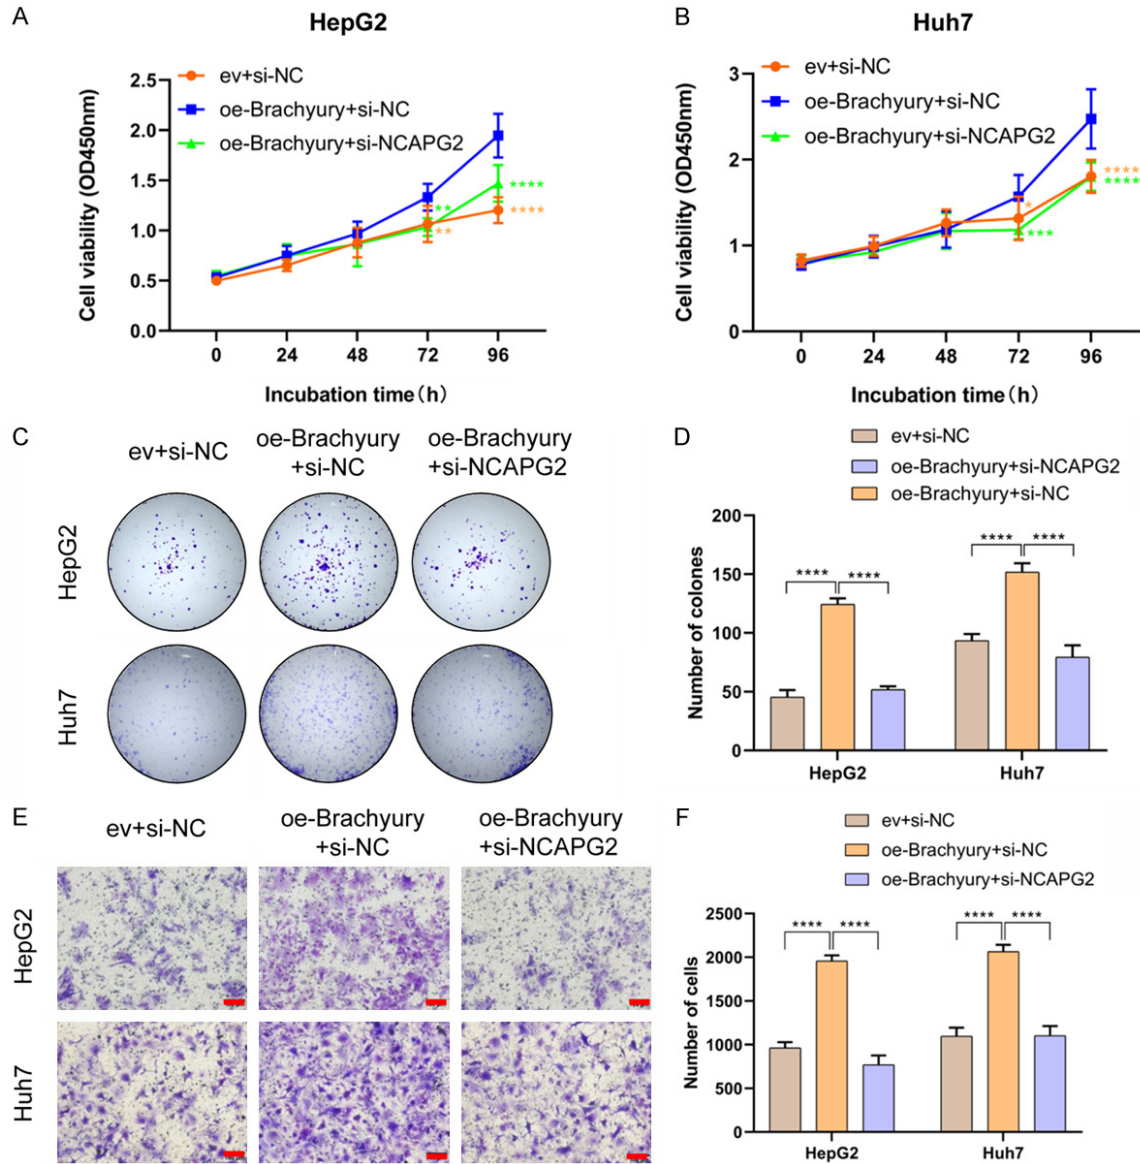 A
HepG2
ev+si-NC
oe-Brachyury+si-NC
oe-Brachyury+si-NCAPG2
Cell viability (OD450nm)
2.5
2.0
1.5
1.0
0.5
0.0
****
****
**
**
0 24 48 72 96
Incubation time(h)
B
Huh7
ev+si-NC
oe-Brachyury+si-NC
oe-Brachyury+si-NCAPG2
Cell viability (OD450nm)
3
2
1
0
****
****
*
***
0 24 48 72 96
Incubation time(h)
C
ev+si-NC
oe-Brachyury
+si-NC
oe-Brachyury
+si-NCAPG2
HepG2
Huh7
D
ev+si-NC
oe-Brachyury+si-NCAPG2
oe-Brachyury+si-NC
Number of colones
200
150
100
50
0
**** ****
**** ****
HepG2 Huh7
E
ev+si-NC
oe-Brachyury
+si-NC
oe-Brachyury
+si-NCAPG2
HepG2
Huh7
F
ev+si-NC
oe-Brachyury+si-NC
oe-Brachyury+si-NCAPG2
Number of cells
2500
2000
1500
1000
500
0
**** ****
**** ****
HepG2 Huh7